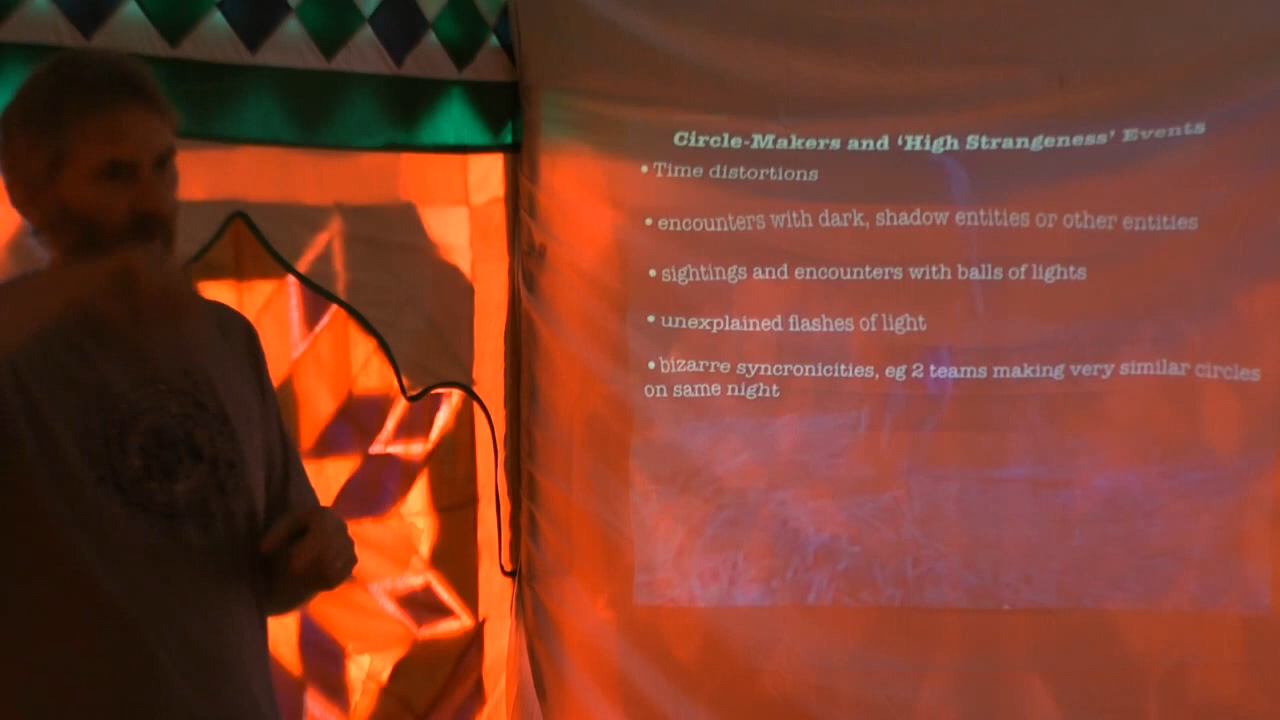 Circle-Makers and ‘High Strangeness’ Events
• Time distortions
• encounters with dark, shadow entities or other entities
• sightings and encounters with balls of lights
• unexplained flashes of light
• bizarre syncronicities, eg 2 teams making very similar circles
on same night